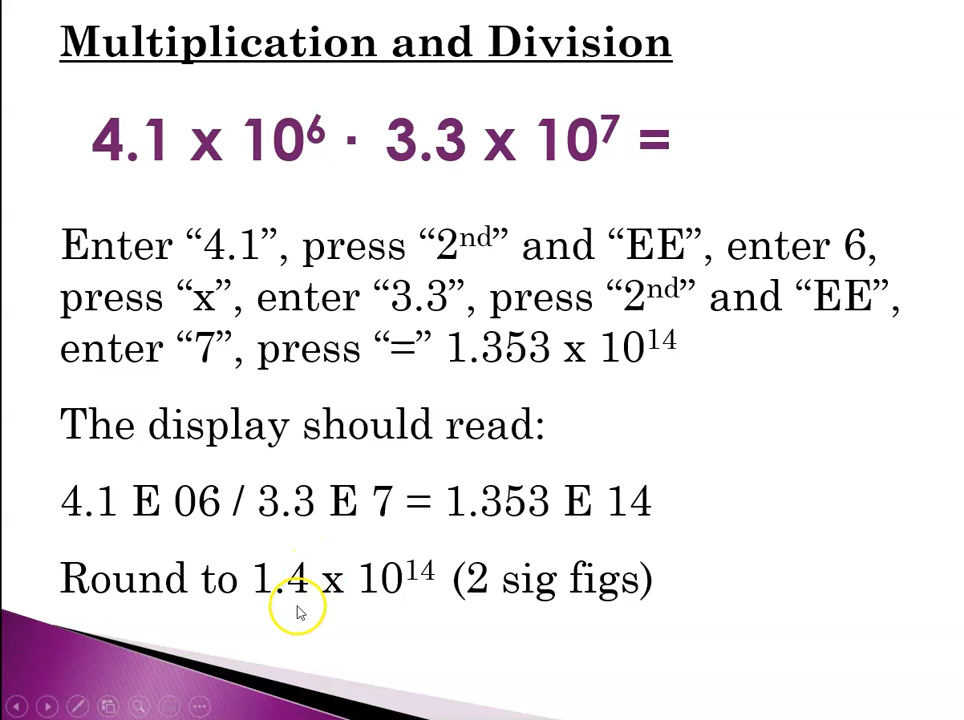 Multiplication and Division
4.1 x 10⁶ · 3.3 x 10⁷ =
Enter “4.1”, press “2ⁿᵈ” and “EE”, enter 6,
press “x”, enter “3.3”, press “2ⁿᵈ” and “EE”,
enter “7”, press “=” 1.353 x 10¹⁴
The display should read:
4.1 E 06 / 3.3 E 7 = 1.353 E 14
Round to 1.4 x 10¹⁴ (2 sig figs)